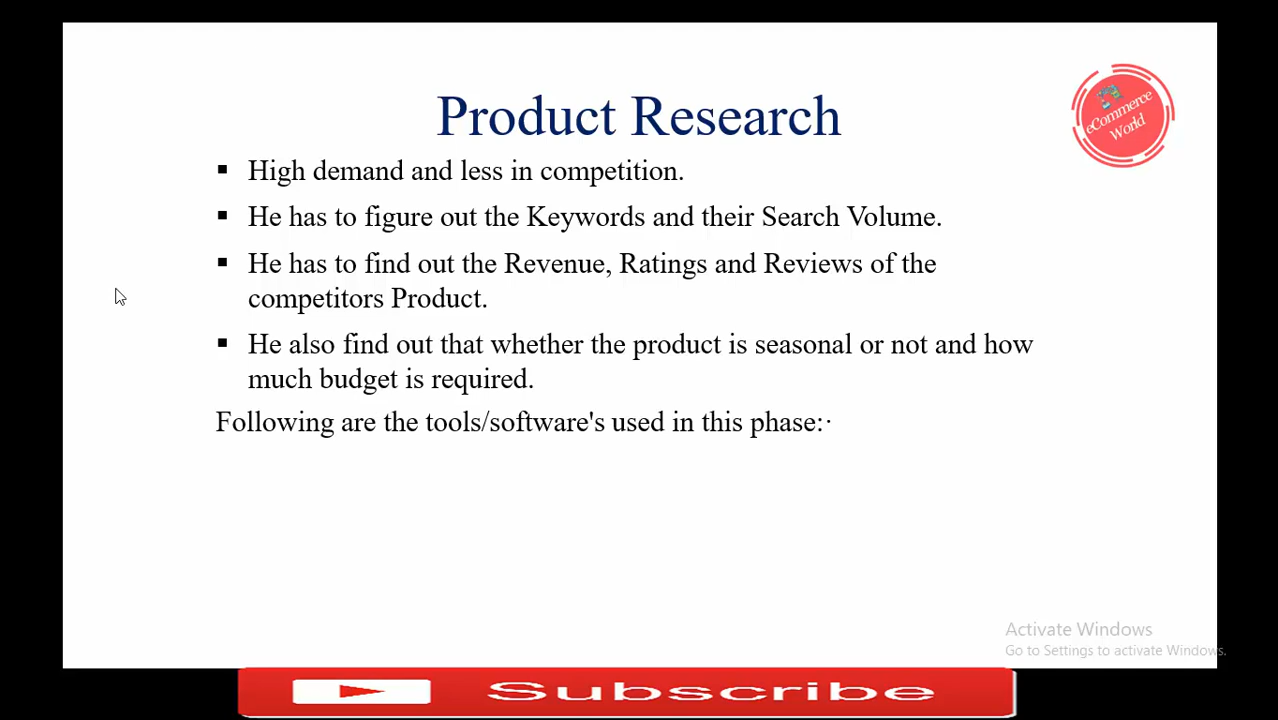 Product Research
eCommerce
World
▪ High demand and less in competition.
▪ He has to figure out the Keywords and their Search Volume.
▪ He has to find out the Revenue, Ratings and Reviews of the
competitors Product.
▪ He also find out that whether the product is seasonal or not and how
much budget is required.
Following are the tools/software's used in this phase:·
Activate Windows
Go to Settings to activate Windows.
Subscribe